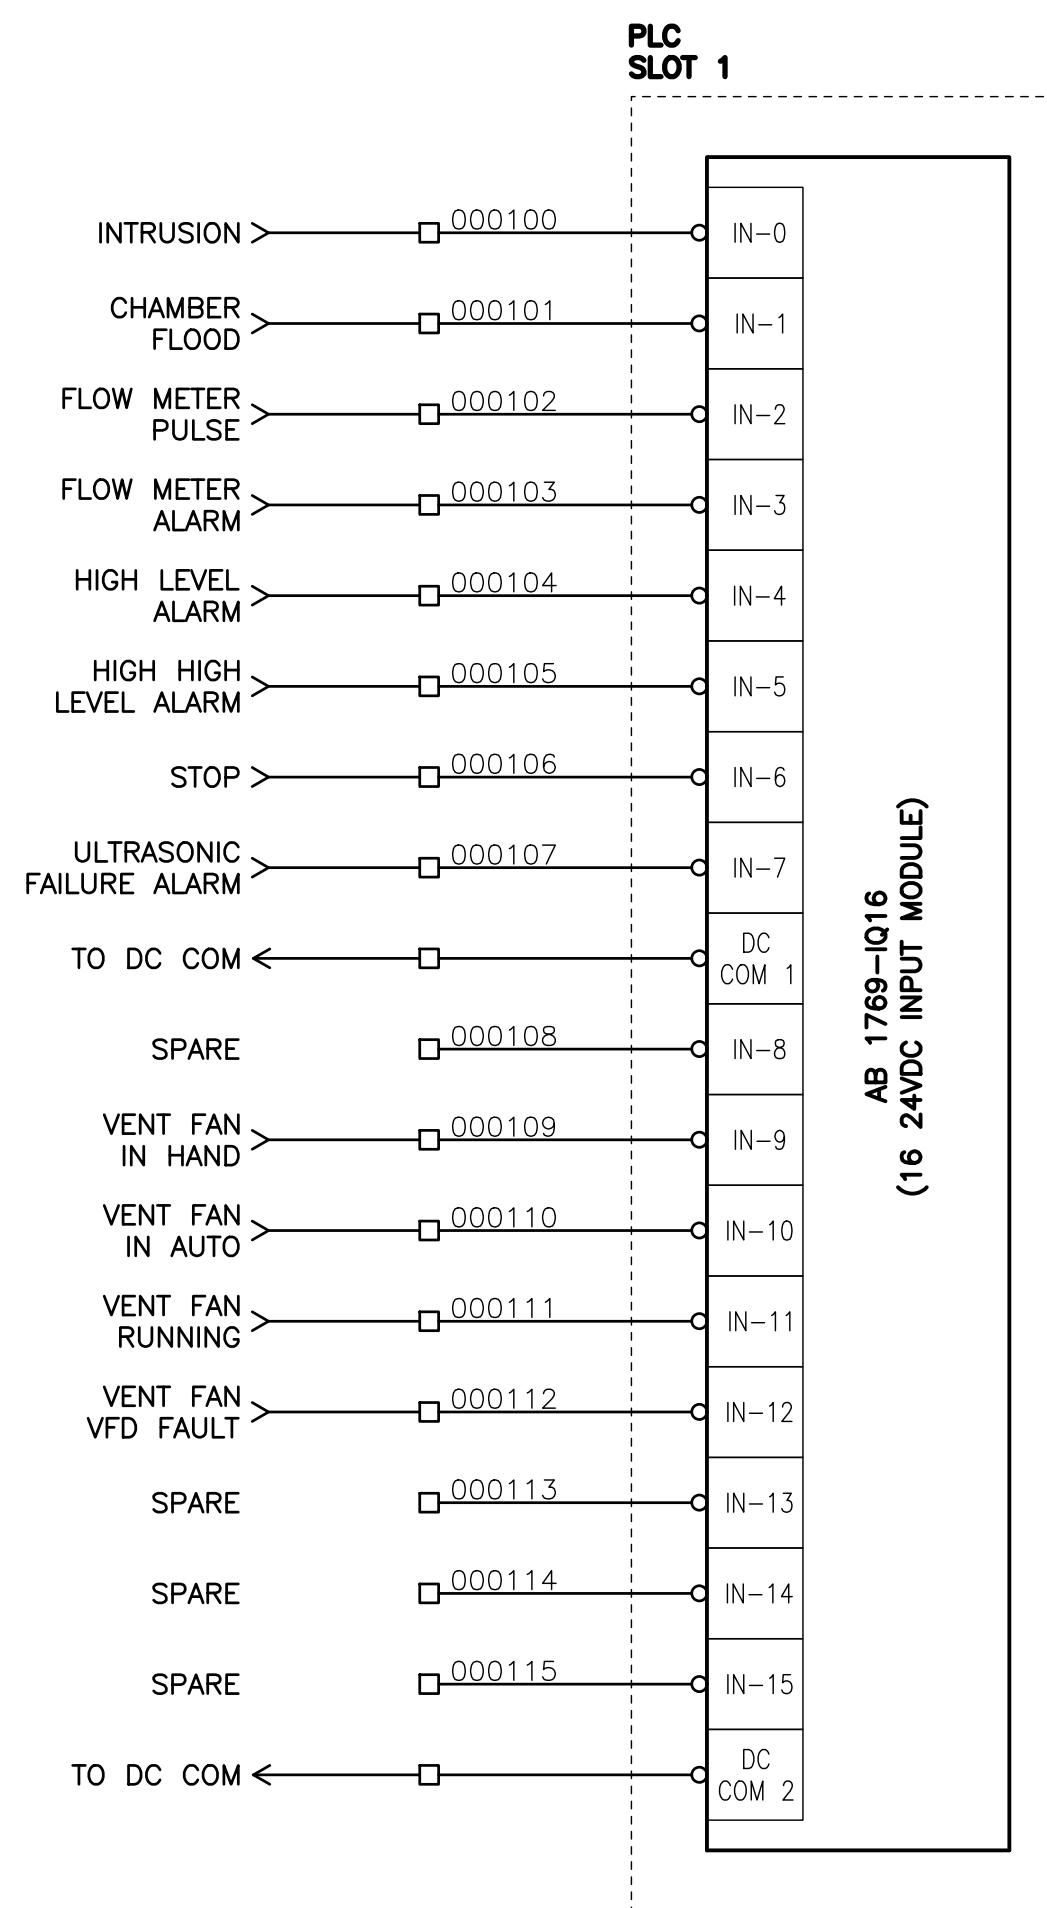 PLC
SLOT 1
INTRUSION
000100
IN-0
CHAMBER
FLOOD
000101
IN-1
FLOW METER
PULSE
000102
IN-2
FLOW METER
ALARM
000103
IN-3
HIGH LEVEL
ALARM
000104
IN-4
HIGH HIGH
LEVEL ALARM
000105
IN-5
STOP
000106
IN-6
ULTRASONIC
FAILURE ALARM
000107
IN-7
TO DC COM
DC
COM 1
SPARE
000108
IN-8
VENT FAN
IN HAND
000109
IN-9
VENT FAN
IN AUTO
000110
IN-10
VENT FAN
RUNNING
000111
IN-11
VENT FAN
VFD FAULT
000112
IN-12
SPARE
000113
IN-13
SPARE
000114
IN-14
SPARE
000115
IN-15
TO DC COM
DC
COM 2
AB 1769-IQ16
(16 24VDC INPUT MODULE)